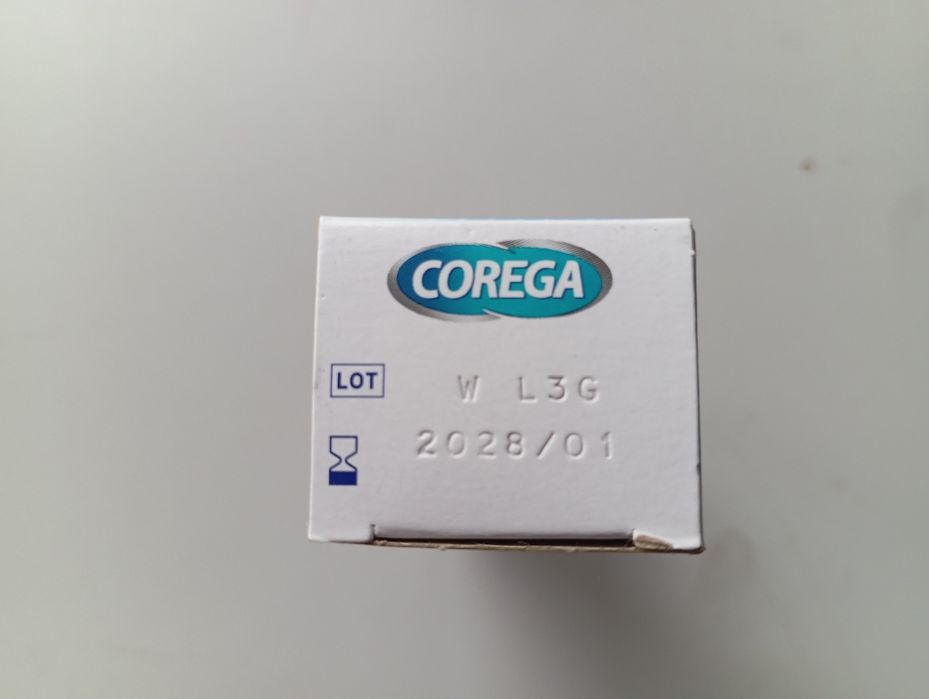 COREGA
LOT
W L3G
2028/01